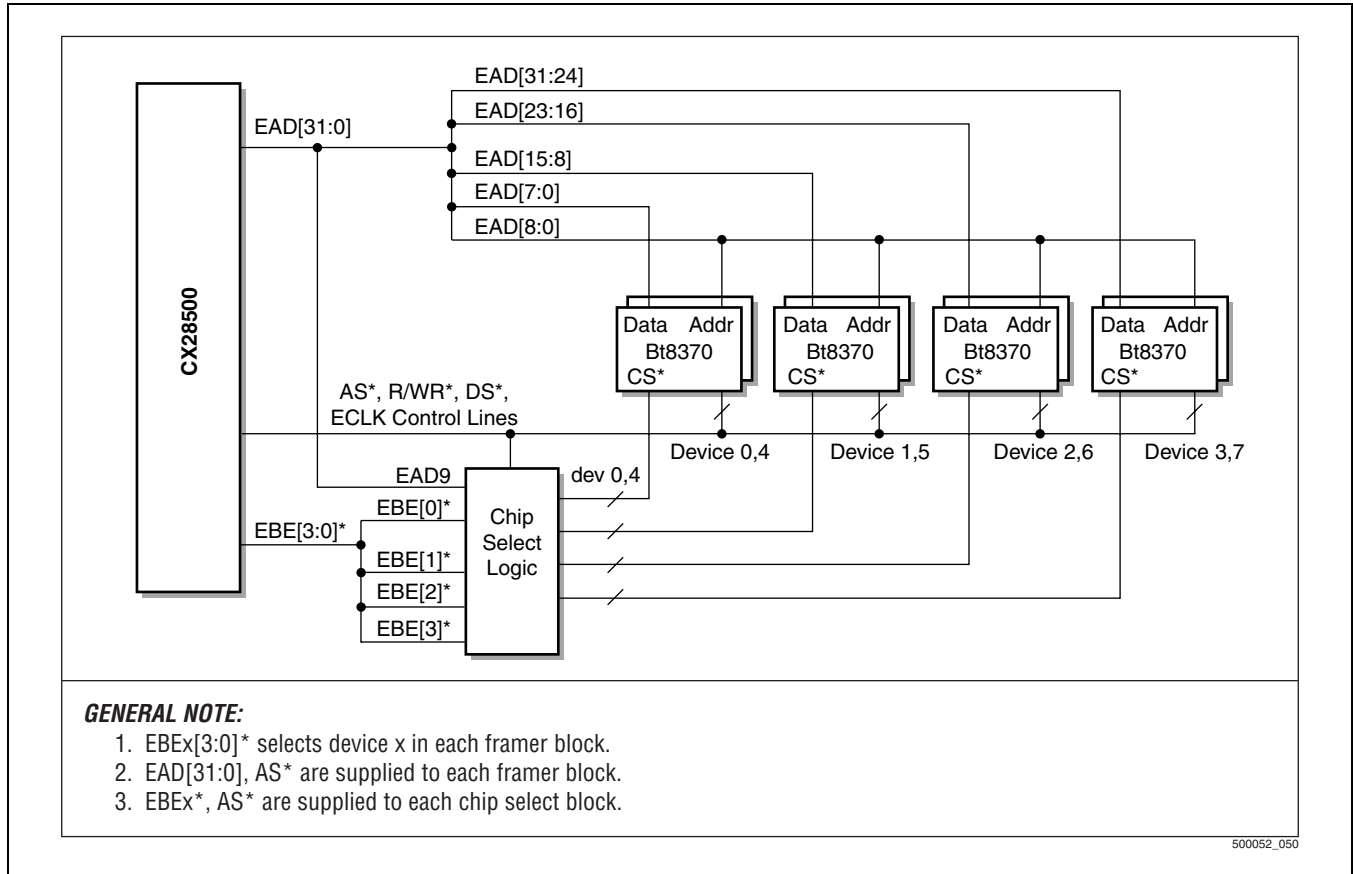 EAD[31:24]
EAD[23:16]
EAD[31:0]
EAD[15:8]
EAD[7:0]
EAD[8:0]
CX28500
Data Addr
Bt8370
CS*
Data Addr
Bt8370
CS*
Data Addr
Bt8370
CS*
Data Addr
Bt8370
CS*
AS*, R/WR*, DS*,
ECLK Control Lines
Device 0,4
Device 1,5
Device 2,6
Device 3,7
EAD9
dev 0,4
EBE[0]*
EBE[3:0]*
Chip
Select
Logic
EBE[1]*
EBE[2]*
EBE[3]*
GENERAL NOTE:
1. EBEx[3:0]* selects device x in each framer block.
2. EAD[31:0], AS* are supplied to each framer block.
3. EBEx*, AS* are supplied to each chip select block.
500052_050